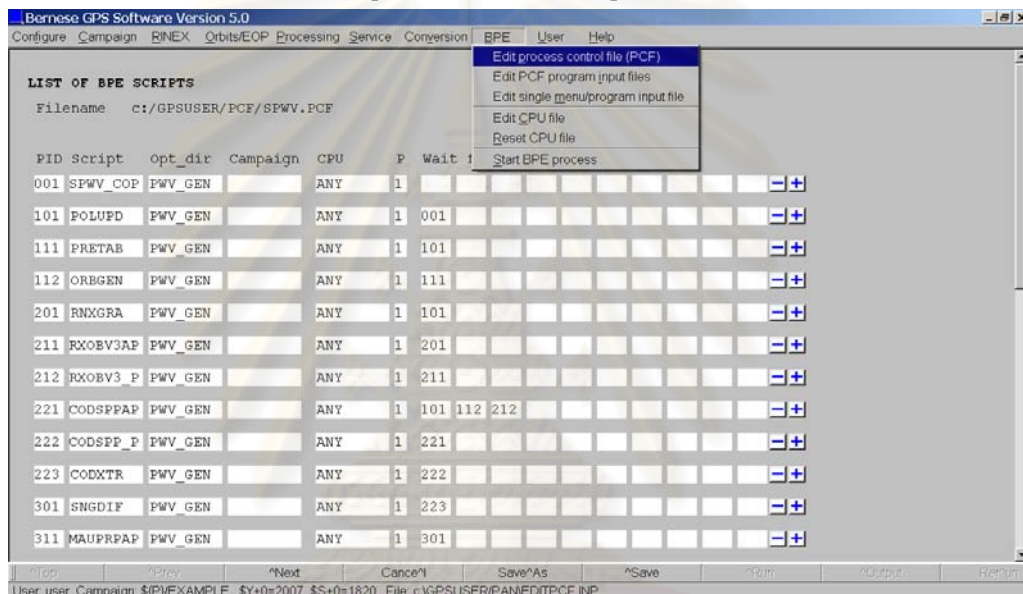 Bernese GPS Software Version 5.0
Configure Campaign RINEX Orbits/EOP Processing Service Conversion BPE User Help
Edit process control file (PCF)
Edit PCF program input files
Edit single menu/program input file
Edit CPU file
Reset CPU file
Start BPE process
LIST OF BPE SCRIPTS
Filename c:/GPSUSER/PCF/SPWV.PCF
PID Script Opt_dir Campaign CPU P Wait
001 SPWV_COP PWV_GEN ANY 1
101 POLUPD PWV_GEN ANY 1 001
111 PRETAB PWV_GEN ANY 1 101
112 ORBGEN PWV_GEN ANY 1 111
201 RNXGRA PWV_GEN ANY 1 101
211 RXOBV3AP PWV_GEN ANY 1 201
212 RXOBV3_P PWV_GEN ANY 1 211
221 CODSPPAP PWV_GEN ANY 1 101 112 212
222 CODSPP_P PWV_GEN ANY 1 221
223 CODXTR PWV_GEN ANY 1 222
301 SNGDIF PWV_GEN ANY 1 223
311 MAUPRPAP PWV_GEN ANY 1 301
^Top ^Prev ^Next Cance^l Save^As ^Save ^Run ^Output Rer^un
User: user Campaign: ${P}/EXAMPLE $Y+0=2007 $S+0=1820 File: c:\GPSUSER/PAN/EDITPCF.INP